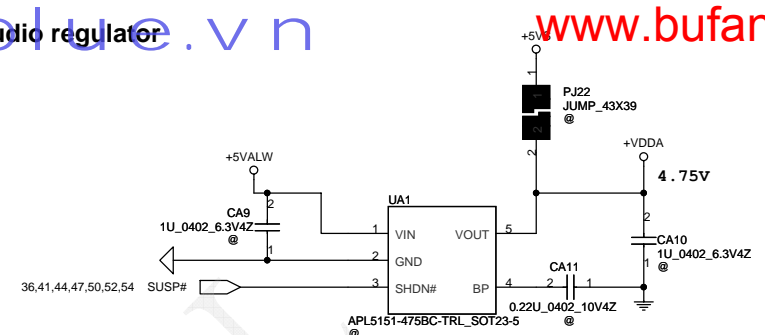 blue.vn
www.bufan
udio regulator
+5VS
1
PJ22
JUMP_43X39
@
2
+VDDA
4.75V
+5VALW
UA1
CA9
1U_0402_6.3V4Z
@
2
1
1 VIN VOUT 5
2 GND
3 SHDN# BP 4
36,41,44,47,50,52,54 SUSP#
CA11
2 1
0.22U_0402_10V4Z
@
2
CA10
1U_0402_6.3V4Z
1
@
APL5151-475BC-TRL_SOT23-5
@